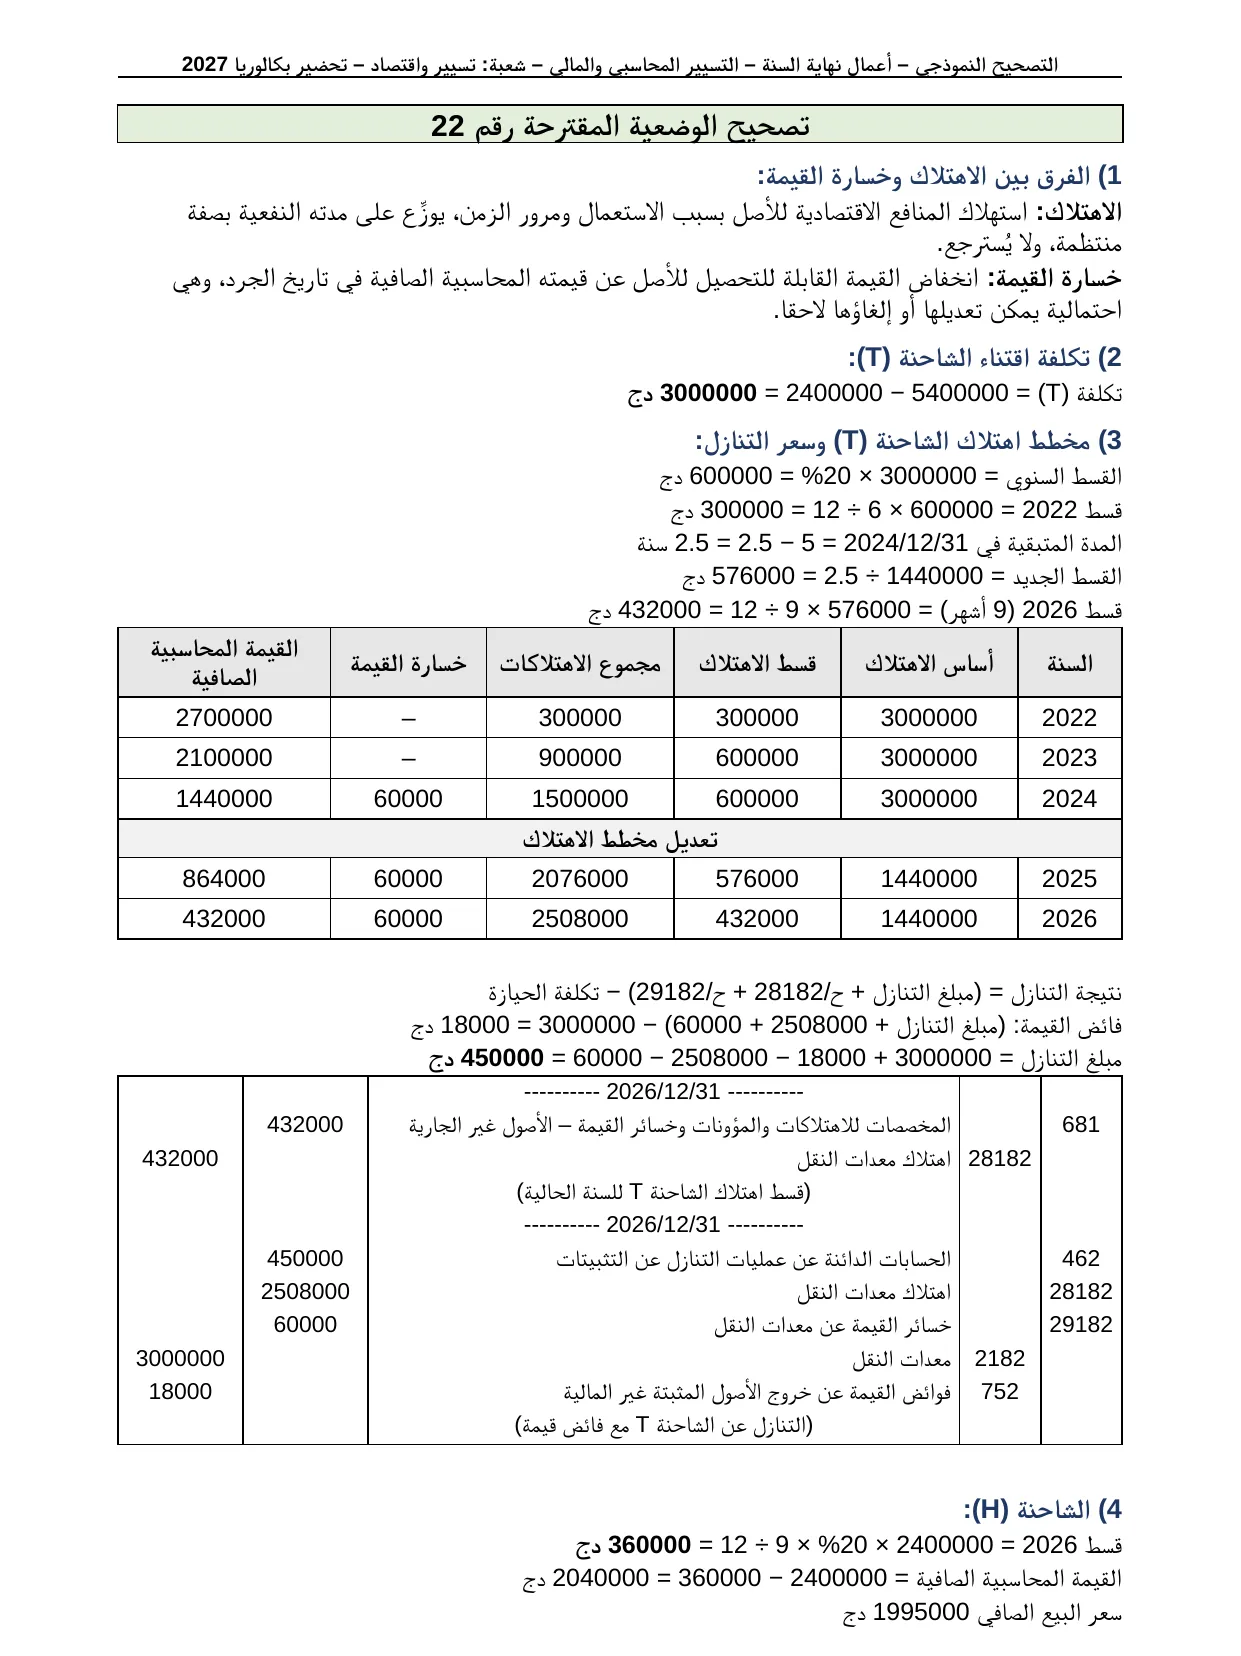 التصحيح النموذجي – أعمال نهاية السنة – التسيير المحاسبي والمالي – شعبة: تسيير واقتصاد – تحضير بكالوريا 2027
تصحيح الوضعية المقترحة رقم 22
1) الفرق بين الاهتلاك وخسارة القيمة:
الاهتلاك: استهلاك المنافع الاقتصادية للأصل بسبب الاستعمال ومرور الزمن، يوزَّع على مدته النفعية بصفة
منتظمة، ولا يُسترجع.
خسارة القيمة: انخفاض القيمة القابلة للتحصيل للأصل عن قيمته المحاسبية الصافية في تاريخ الجرد، وهي
احتمالية يمكن تعديلها أو إلغاؤها لاحقا.
2) تكلفة اقتناء الشاحنة (T):
تكلفة (T) = 5400000 − 2400000 = 3000000 دج
3) مخطط اهتلاك الشاحنة (T) وسعر التنازل:
القسط السنوي = 3000000 × 20% = 600000 دج
قسط 2022 = 600000 × 6 ÷ 12 = 300000 دج
المدة المتبقية في 2024/12/31 = 5 − 2.5 = 2.5 سنة
القسط الجديد = 1440000 ÷ 2.5 = 576000 دج
قسط 2026 (9 أشهر) = 576000 × 9 ÷ 12 = 432000 دج
السنة أساس الاهتلاك قسط الاهتلاك مجموع الاهتلاكات خسارة القيمة القيمة المحاسبية
الصافية
2022 3000000 300000 300000 – 2700000
2023 3000000 600000 900000 – 2100000
2024 3000000 600000 1500000 60000 1440000
تعديل مخطط الاهتلاك
2025 1440000 576000 2076000 60000 864000
2026 1440000 432000 2508000 60000 432000
نتيجة التنازل = (مبلغ التنازل + ح/28182 + ح/29182) − تكلفة الحيازة
فائض القيمة: (مبلغ التنازل + 2508000 + 60000) − 3000000 = 18000 دج
مبلغ التنازل = 3000000 + 18000 − 2508000 − 60000 = 450000 دج
---------- 2026/12/31 ----------
681 المخصصات للاهتلاكات والمؤونات وخسائر القيمة – الأصول غير الجارية 432000
28182 اهتلاك معدات النقل 432000
(قسط اهتلاك الشاحنة T للسنة الحالية)
---------- 2026/12/31 ----------
462 الحسابات الدائنة عن عمليات التنازل عن التثبيتات 450000
28182 اهتلاك معدات النقل 2508000
29182 خسائر القيمة عن معدات النقل 60000
2182 معدات النقل 3000000
752 فوائض القيمة عن خروج الأصول المثبتة غير المالية 18000
(التنازل عن الشاحنة T مع فائض قيمة)
4) الشاحنة (H):
قسط 2026 = 2400000 × 20% × 9 ÷ 12 = 360000 دج
القيمة المحاسبية الصافية = 2400000 − 360000 = 2040000 دج
سعر البيع الصافي 1995000 دج